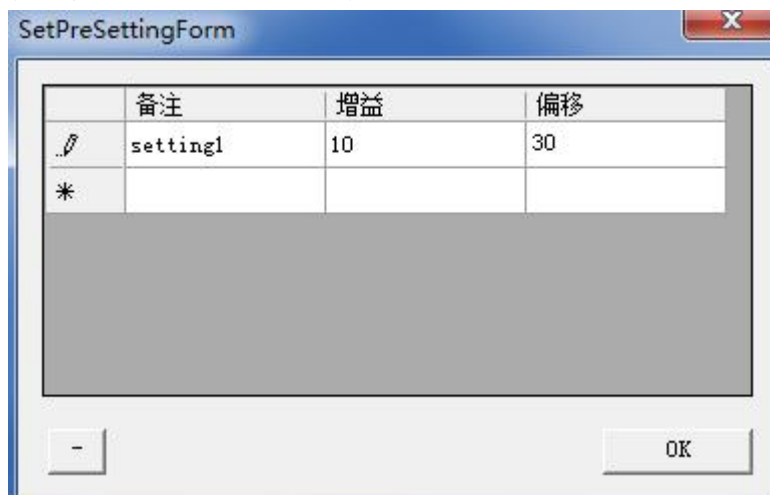 SetPreSettingForm
备注 增益 偏移
setting1 10 30
*
-
OK